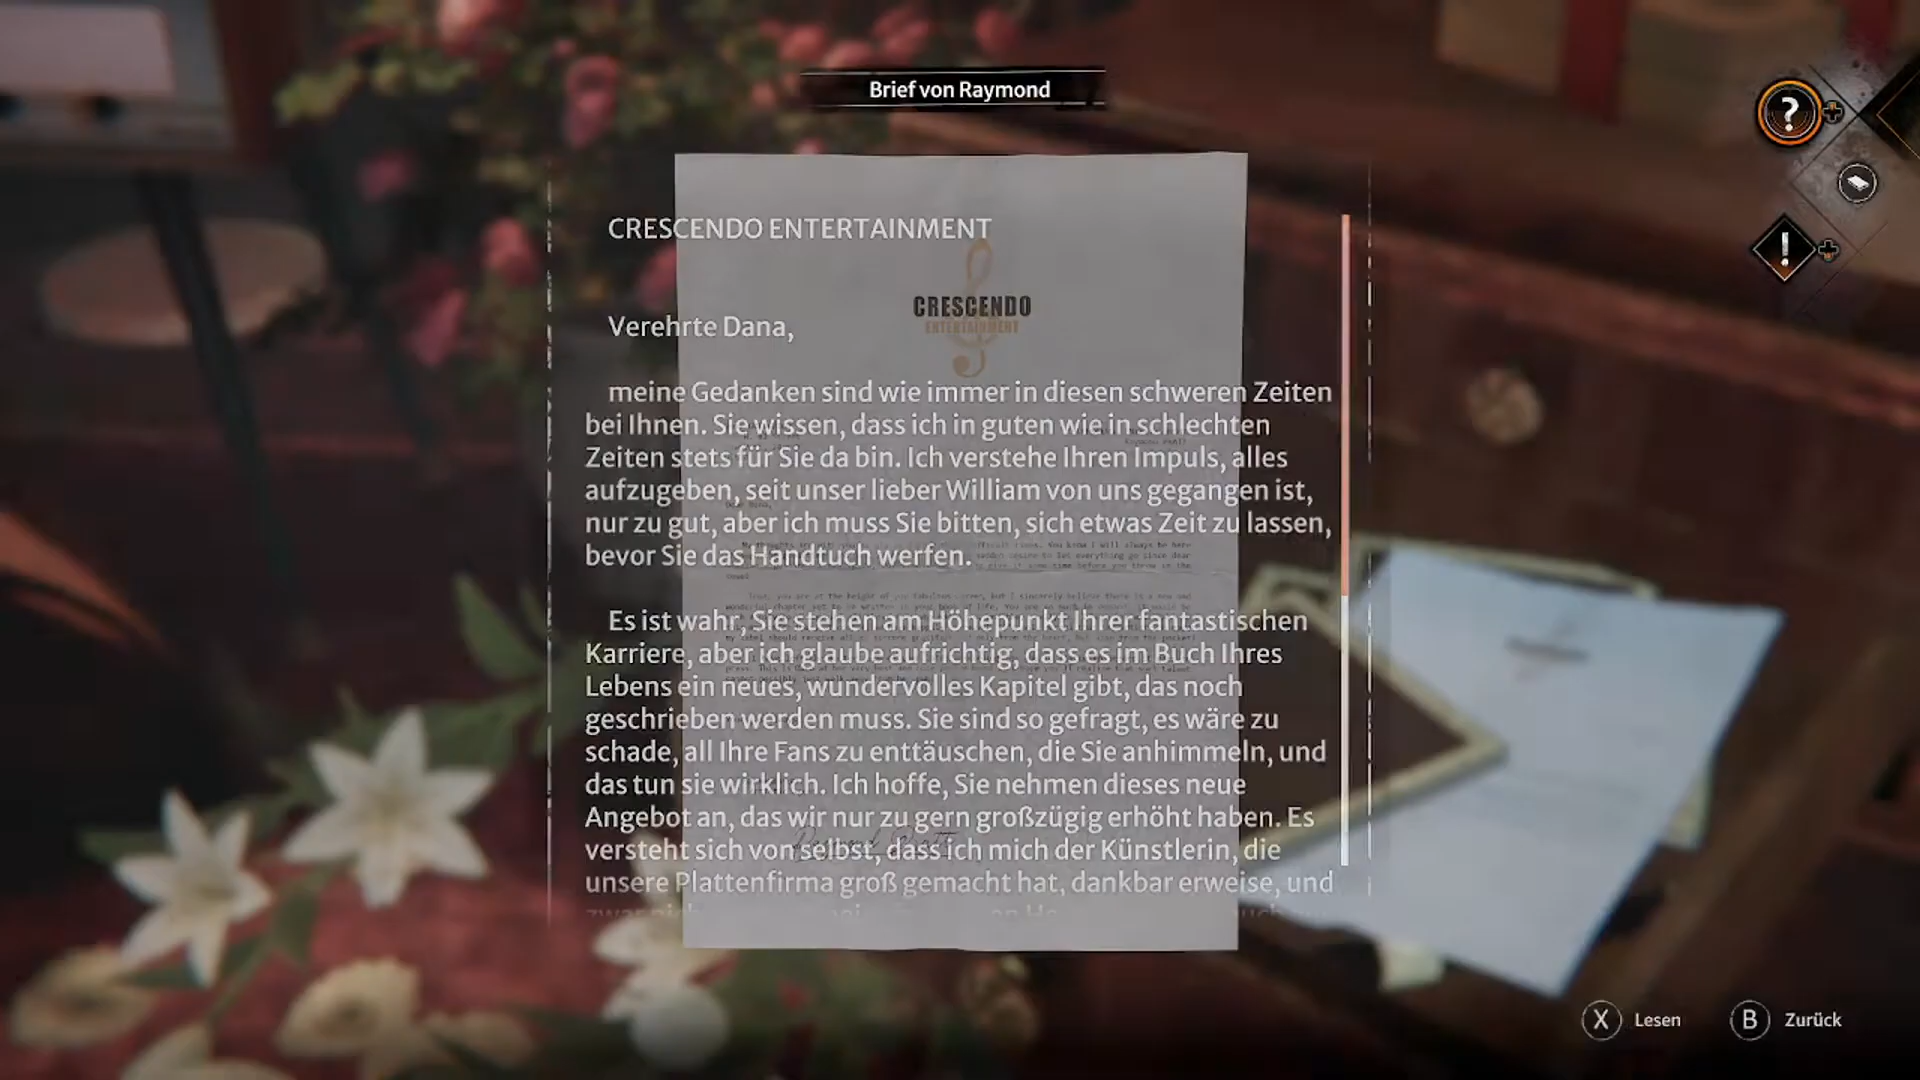 Brief von Raymond
CRESCENDO ENTERTAINMENT
CRESCENDO
ENTERTAINMENT
Verehrte Dana,
meine Gedanken sind wie immer in diesen schweren Zeiten
bei Ihnen. Sie wissen, dass ich in guten wie in schlechten
Zeiten stets für Sie da bin. Ich verstehe Ihren Impuls, alles
aufzugeben, seit unser lieber William von uns gegangen ist,
nur zu gut, aber ich muss Sie bitten, sich etwas Zeit zu lassen,
bevor Sie das Handtuch werfen.
Es ist wahr, Sie stehen am Höhepunkt Ihrer fantastischen
Karriere, aber ich glaube aufrichtig, dass es im Buch Ihres
Lebens ein neues, wundervolles Kapitel gibt, das noch
geschrieben werden muss. Sie sind so gefragt, es wäre zu
schade, all Ihre Fans zu enttäuschen, die Sie anhimmeln, und
das tun sie wirklich. Ich hoffe, Sie nehmen dieses neue
Angebot an, das wir nur zu gern großzügig erhöht haben. Es
versteht sich von selbst, dass ich mich der Künstlerin, die
unsere Plattenfirma groß gemacht hat, dankbar erweise, und
X Lesen B Zurück